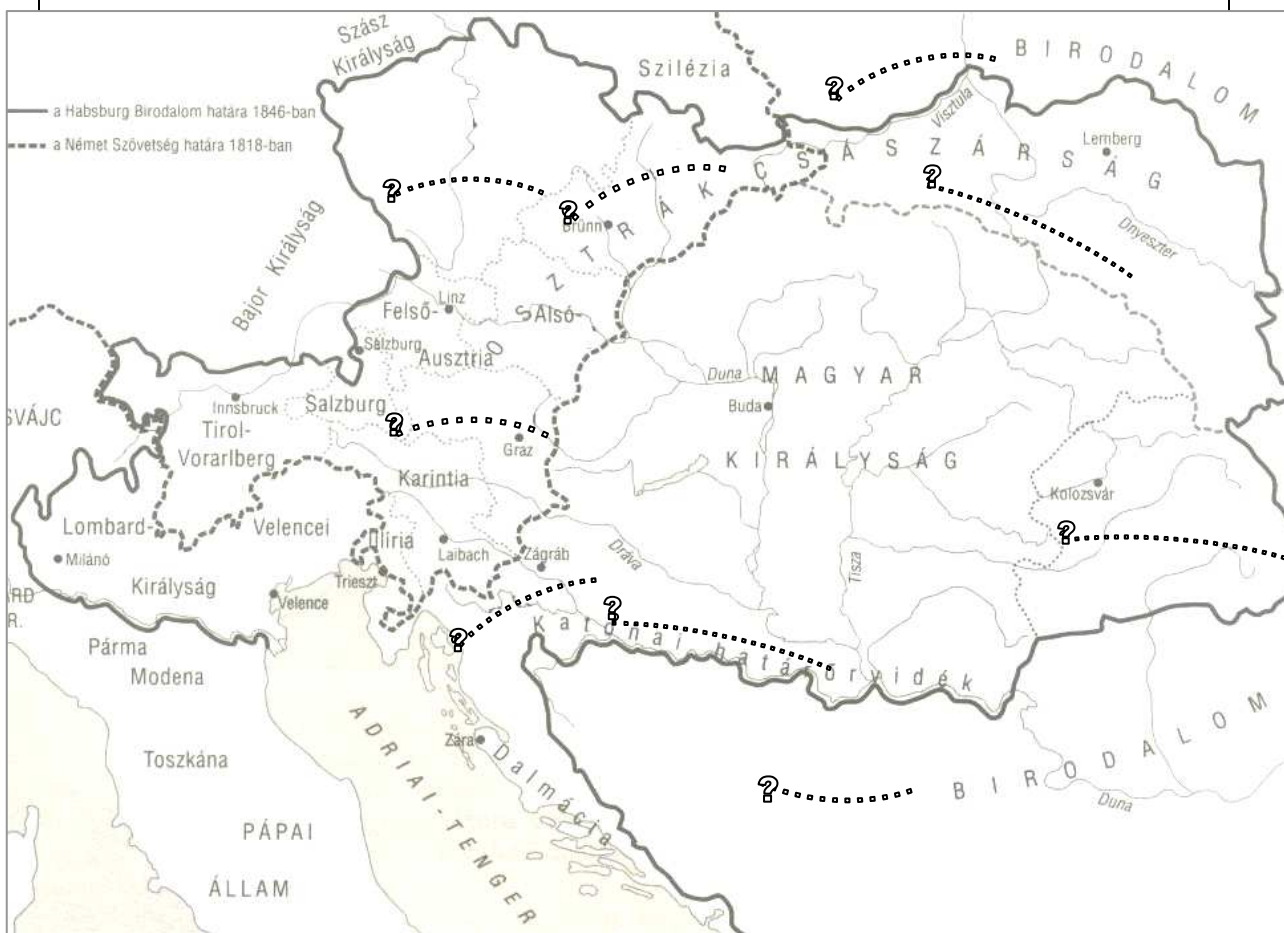 Szász
Királyság
Szilézia
BIRODALOM
a Habsburg Birodalom határa 1846-ban
a Német Szövetség határa 1818-ban
Visztula
Lemberg
OSZTRÁK CSÁSZÁRSÁG
?
?
?
?
Brünn
Dnyeszter
Bajor Királyság
Linz
Felső-
Alsó-
Ausztria
Salzburg
Duna
MAGYAR
Buda
KIRÁLYSÁG
SVÁJC
Innsbruck
Salzburg
Tirol-
Vorarlberg
?
Graz
Karintia
Kolozsvár
?
Lombard-
Velencei
Királyság
Milánó
Illíria
Laibach
Zágráb
Dráva
Tisza
Trieszt
Velence
RD
R.
?
?
Katonai határőrvidék
Párma
Modena
Toszkána
ADRIAI-TENGER
Zára
Dalmácia
?
BIRODALOM
Duna
PÁPAI
ÁLLAM